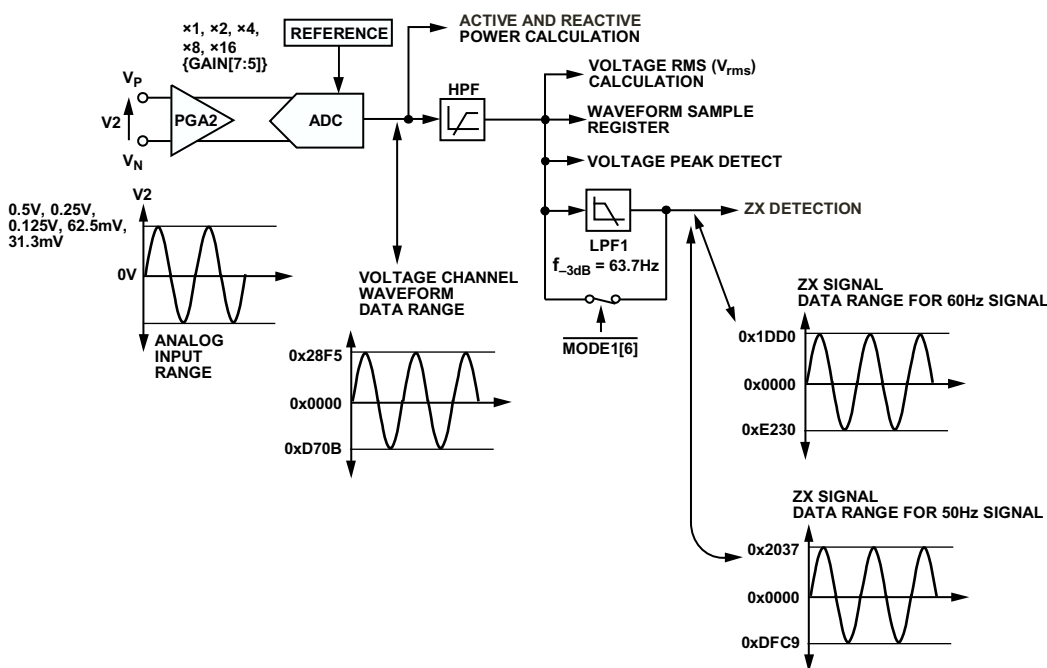 ×1, ×2, ×4,
×8, ×16
{GAIN[7:5]}
REFERENCE
ACTIVE AND REACTIVE
POWER CALCULATION
VP
V2
VN
PGA2
ADC
HPF
VOLTAGE RMS (Vrms)
CALCULATION
WAVEFORM SAMPLE
REGISTER
VOLTAGE PEAK DETECT
ZX DETECTION
LPF1
f–3dB = 63.7Hz
MODE1[6]
V2
0.5V, 0.25V,
0.125V, 62.5mV,
31.3mV
0V
ANALOG
INPUT
RANGE
VOLTAGE CHANNEL
WAVEFORM
DATA RANGE
0x28F5
0x0000
0xD70B
ZX SIGNAL
DATA RANGE FOR 60Hz SIGNAL
0x1DD0
0x0000
0xE230
ZX SIGNAL
DATA RANGE FOR 50Hz SIGNAL
0x2037
0x0000
0xDFC9